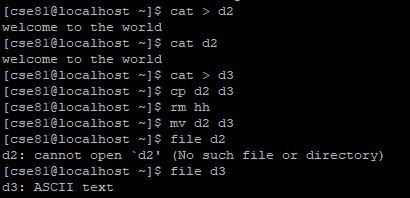 [cse81@localhost ~]$ cat > d2
welcome to the world
[cse81@localhost ~]$ cat d2
welcome to the world
[cse81@localhost ~]$ cat > d3
[cse81@localhost ~]$ cp d2 d3
[cse81@localhost ~]$ rm hh
[cse81@localhost ~]$ mv d2 d3
[cse81@localhost ~]$ file d2
d2: cannot open `d2' (No such file or directory)
[cse81@localhost ~]$ file d3
d3: ASCII text